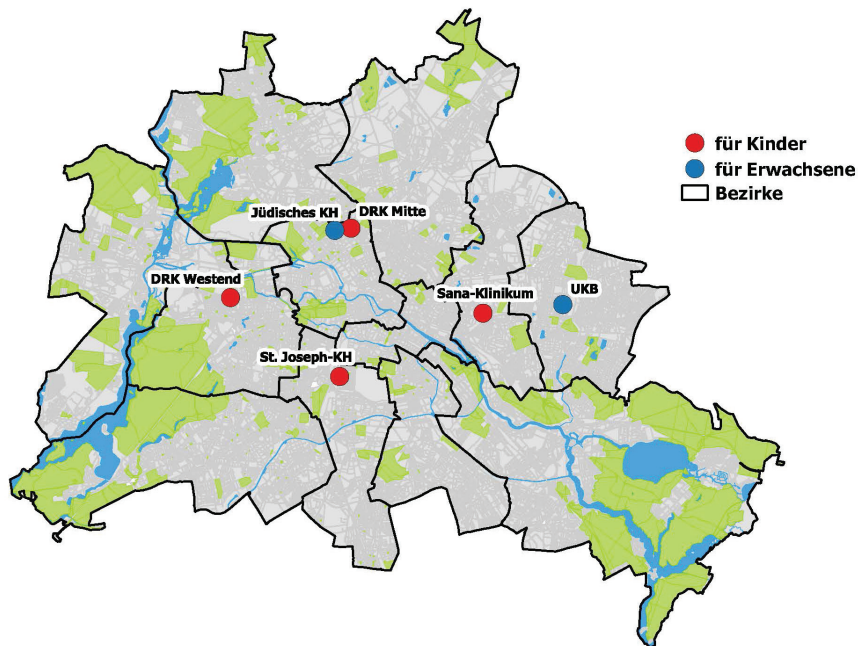 für Kinder
für Erwachsene
Bezirke
Jüdisches KH
DRK Mitte
DRK Westend
Sana-Klinikum
UKB
St. Joseph-KH